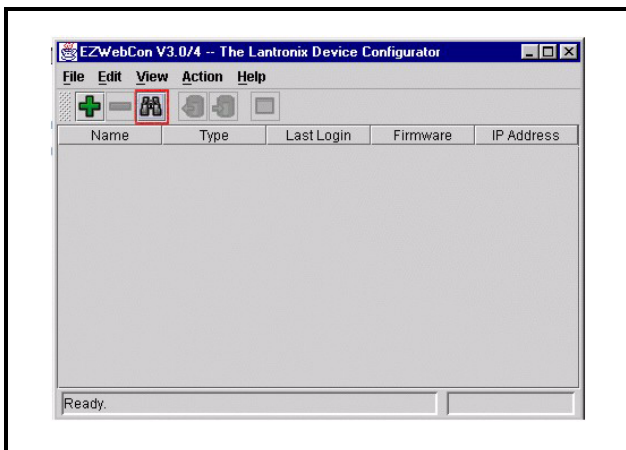 EZWebCon V3.0/4 -- The Lantronix Device Configurator
File Edit View Action Help
Name Type Last Login Firmware IP Address
Ready.